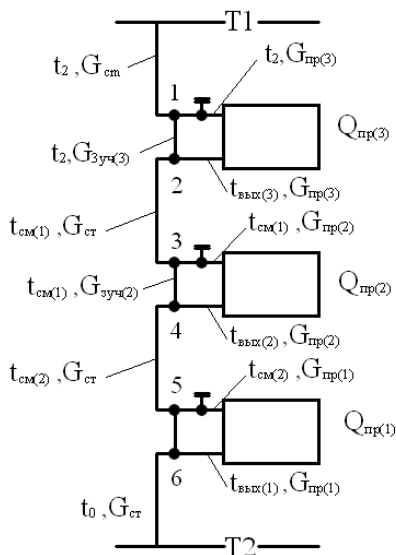 T1
t₂ ,Gст
t₂,Gпр(3)
1
Qпр(3)
t₂,G3уч(3)
2
tвых(3) ,Gпр(3)
tсм(1) ,Gст
3
tсм(1) ,Gпр(2)
Qпр(2)
tсм(1) ,Gзуч(2)
4
tвых(2) ,Gпр(2)
tсм(2) ,Gст
5
tсм(2) ,Gпр(1)
Qпр(1)
6
tвых(1) ,Gпр(1)
t₀ ,Gст
T2